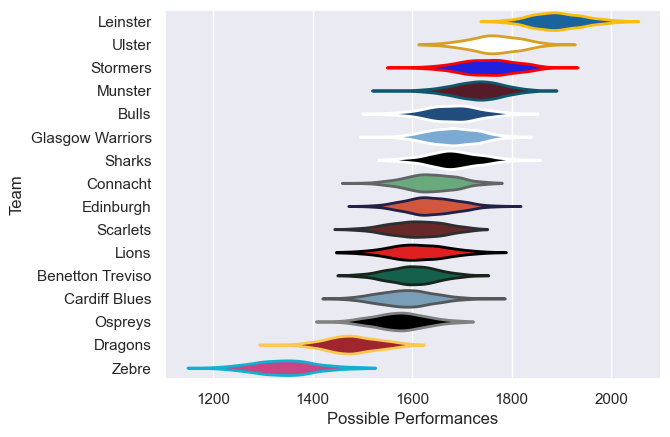 Leinster
Ulster
Stormers
Munster
Bulls
Glasgow Warriors
Sharks
Connacht
Edinburgh
Scarlets
Lions
Benetton Treviso
Cardiff Blues
Ospreys
Dragons
Zebre
Team
1200 1400 1600 1800 2000
Possible Performances